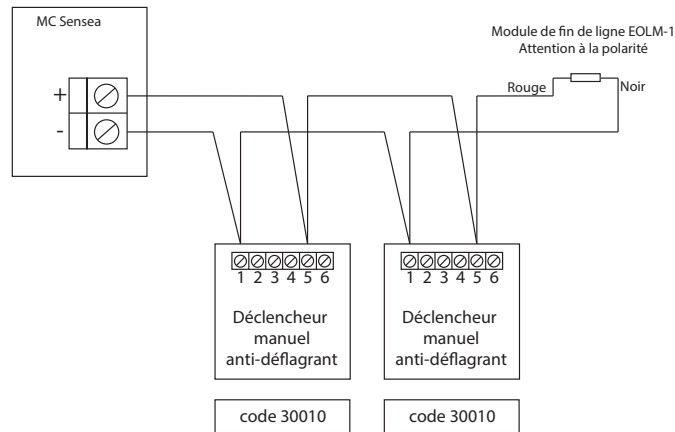 MC Sensea
Module de fin de ligne EOLM-1
Attention à la polarité
Rouge
Noir
+
-
1 2 3 4 5 6
1 2 3 4 5 6
Déclencheur
manuel
anti-déflagrant
Déclencheur
manuel
anti-déflagrant
code 30010
code 30010